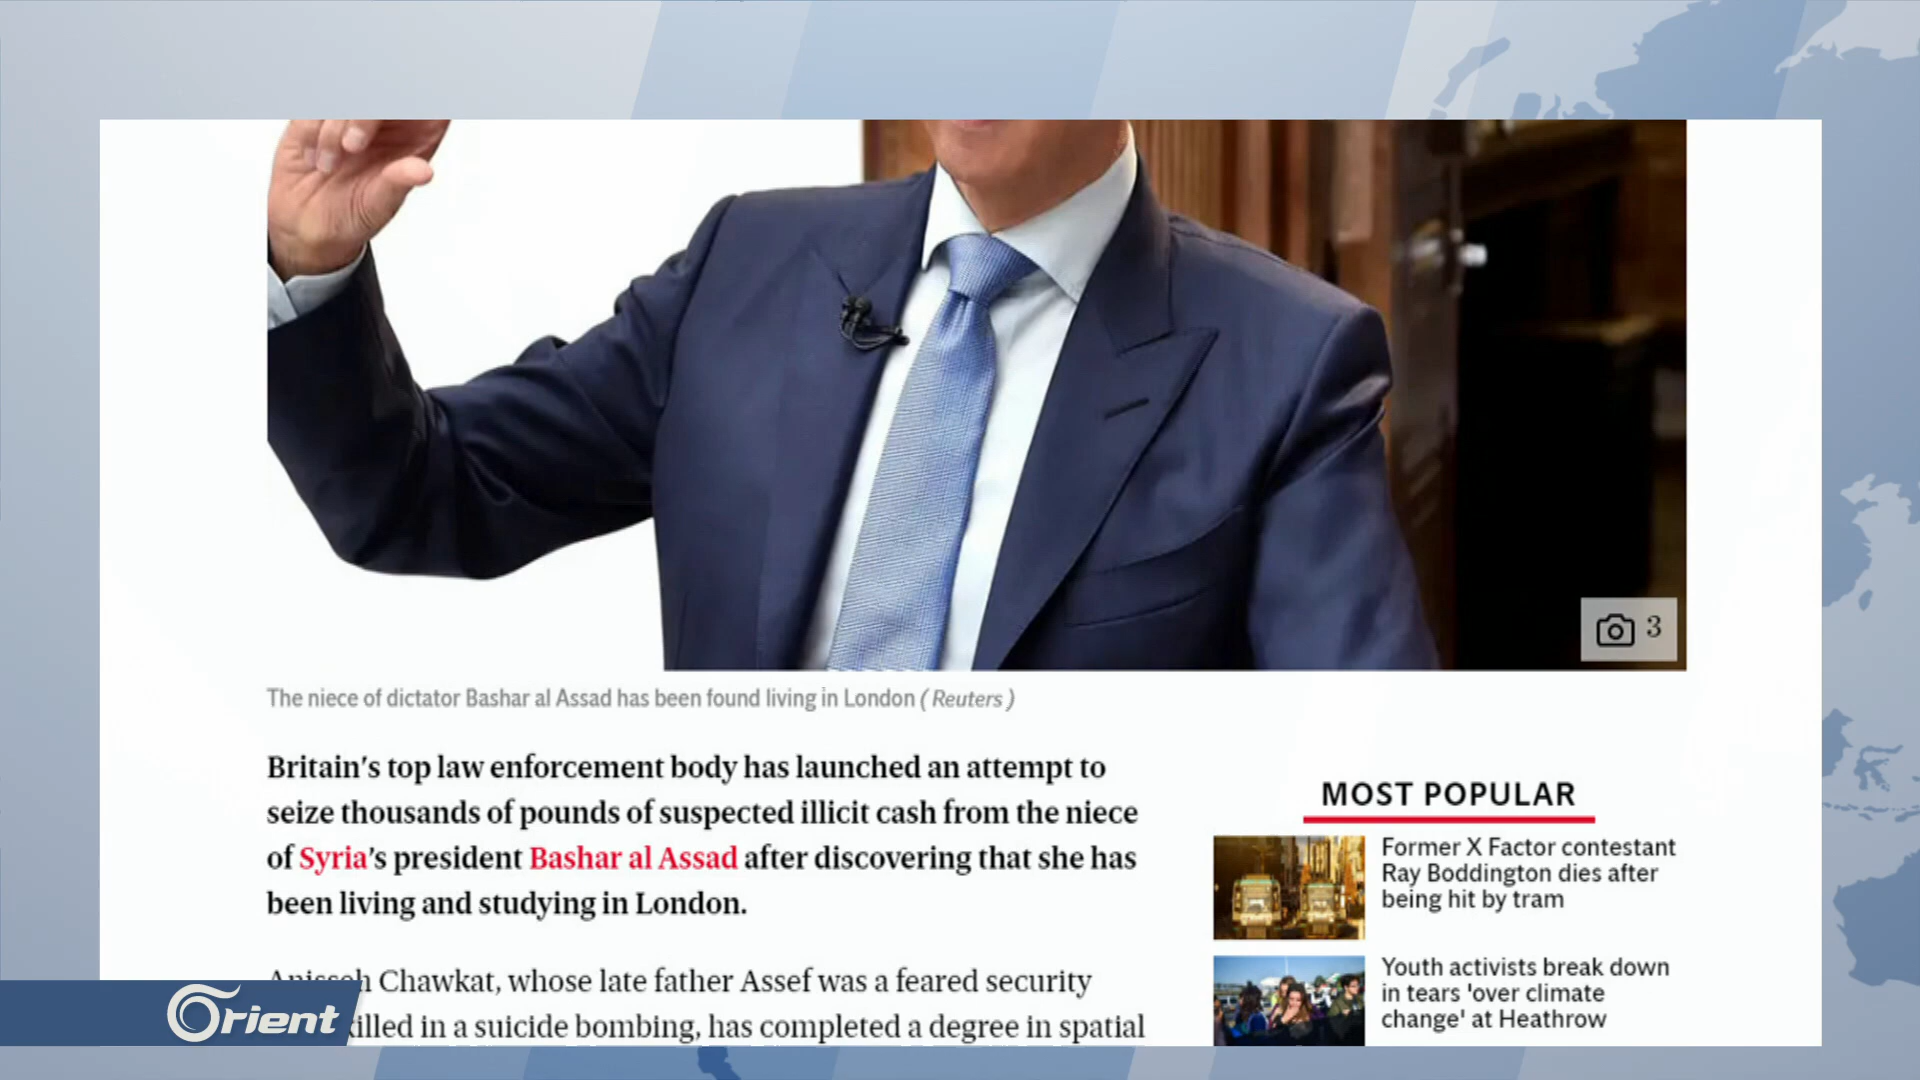 3
The niece of dictator Bashar al Assad has been found living in London ( Reuters )
Britain's top law enforcement body has launched an attempt to
seize thousands of pounds of suspected illicit cash from the niece
of Syria's president Bashar al Assad after discovering that she has
been living and studying in London.
Chawkat, whose late father Assef was a feared security
killed in a suicide bombing, has completed a degree in spatial
MOST POPULAR
Former X Factor contestant
Ray Boddington dies after
being hit by tram
Youth activists break down
in tears 'over climate
change' at Heathrow
Orient